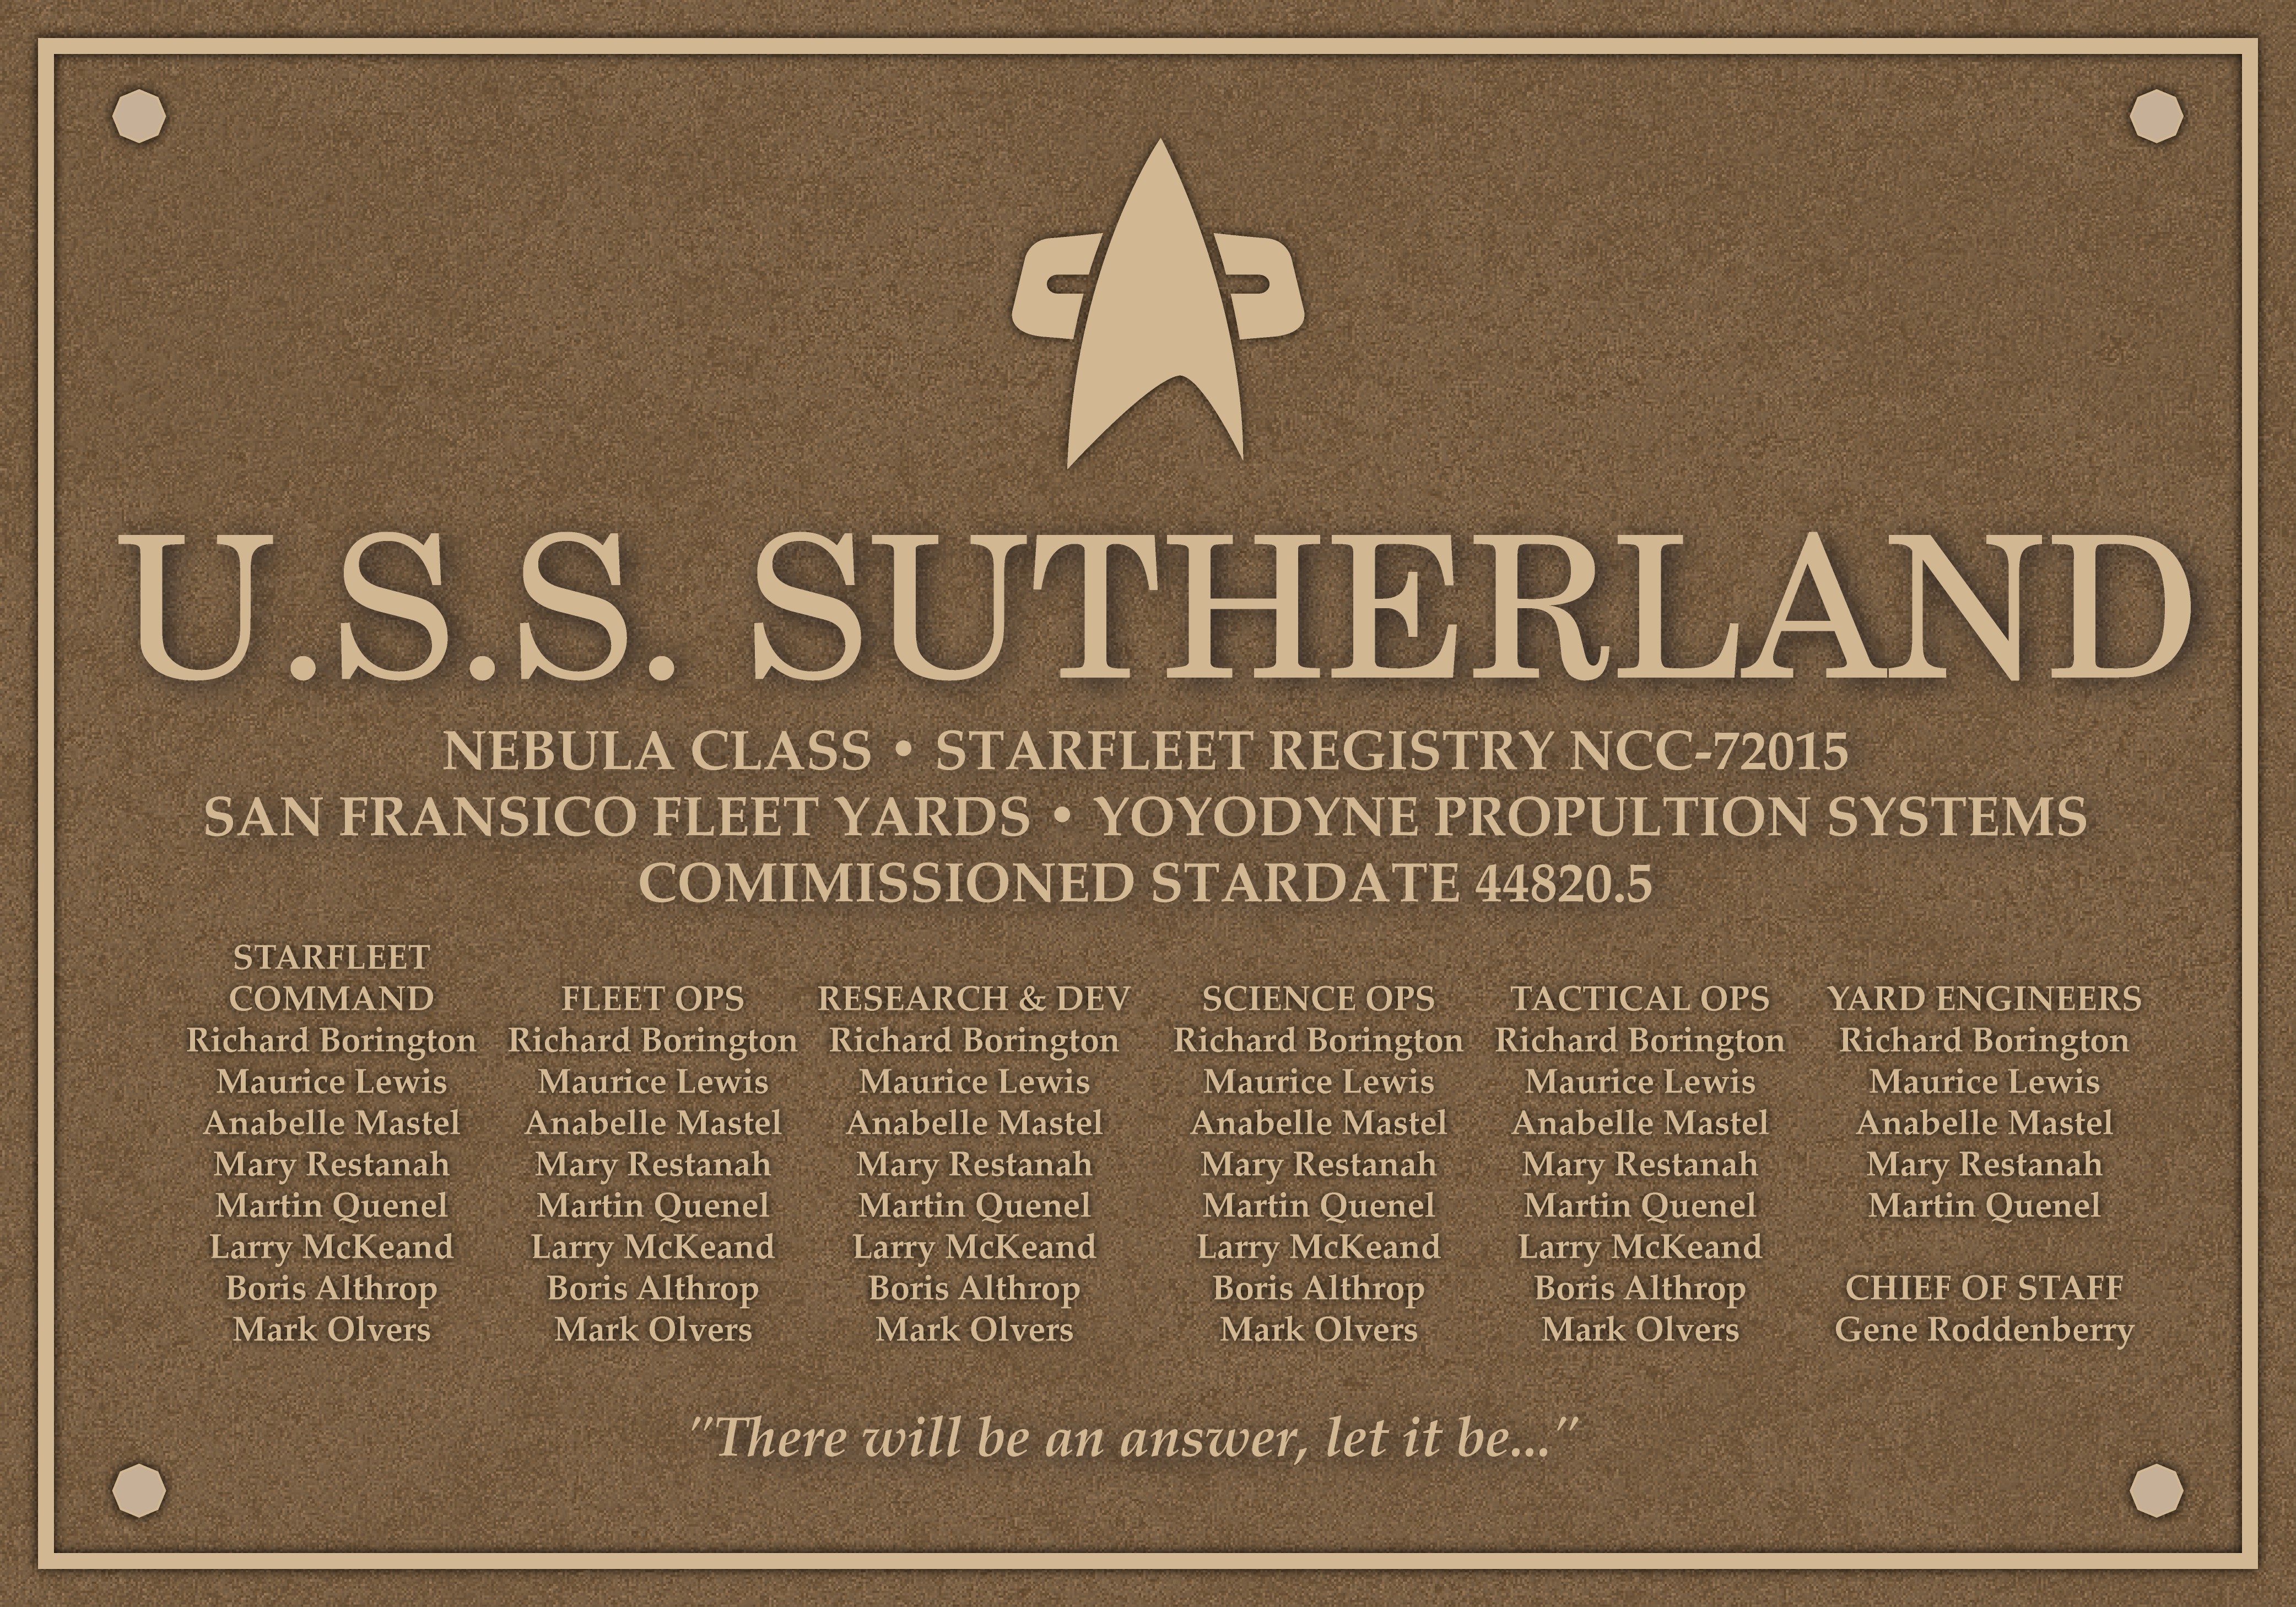 U.S.S. SUTHERLAND
NEBULA CLASS • STARFLEET REGISTRY NCC-72015
SAN FRANSICO FLEET YARDS • YOYODYNE PROPULTION SYSTEMS
COMIMISSIONED STARDATE 44820.5
STARFLEET
COMMAND
Richard Borington
Maurice Lewis
Anabelle Mastel
Mary Restanah
Martin Quenel
Larry McKeand
Boris Althrop
Mark Olvers
FLEET OPS
Richard Borington
Maurice Lewis
Anabelle Mastel
Mary Restanah
Martin Quenel
Larry McKeand
Boris Althrop
Mark Olvers
RESEARCH & DEV
Richard Borington
Maurice Lewis
Anabelle Mastel
Mary Restanah
Martin Quenel
Larry McKeand
Boris Althrop
Mark Olvers
SCIENCE OPS
Richard Borington
Maurice Lewis
Anabelle Mastel
Mary Restanah
Martin Quenel
Larry McKeand
Boris Althrop
Mark Olvers
TACTICAL OPS
Richard Borington
Maurice Lewis
Anabelle Mastel
Mary Restanah
Martin Quenel
Larry McKeand
Boris Althrop
Mark Olvers
YARD ENGINEERS
Richard Borington
Maurice Lewis
Anabelle Mastel
Mary Restanah
Martin Quenel
CHIEF OF STAFF
Gene Roddenberry
"There will be an answer, let it be..."